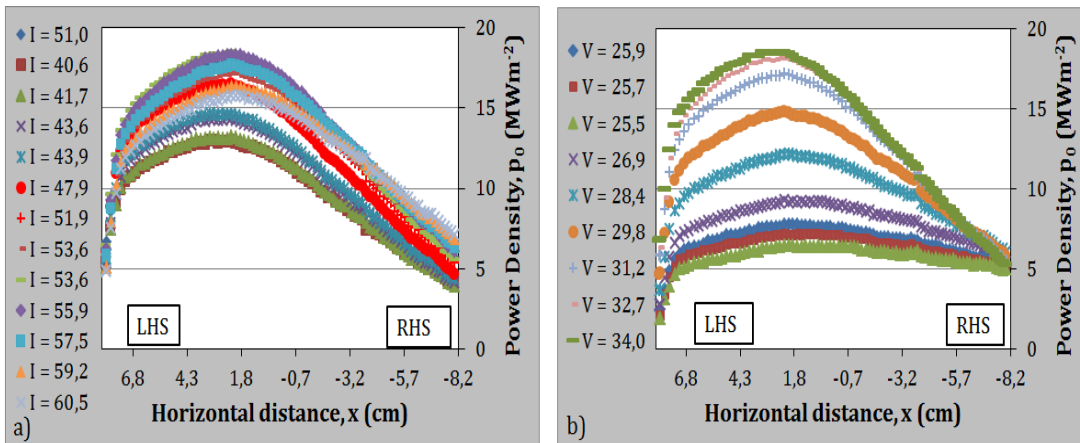 I = 51,0
I = 40,6
I = 41,7
I = 43,6
I = 43,9
I = 47,9
I = 51,9
I = 53,6
I = 53,6
I = 55,9
I = 57,5
I = 59,2
I = 60,5
LHS
RHS
20
15
10
5
0
Power Density, p₀ (MWm⁻²)
6,8 4,3 1,8 -0,7 -3,2 -5,7 -8,2
Horizontal distance, x (cm)
a)
V = 25,9
V = 25,7
V = 25,5
V = 26,9
V = 28,4
V = 29,8
V = 31,2
V = 32,7
V = 34,0
LHS
RHS
20
15
10
5
0
Power Density, p₀ (MWm⁻²)
6,8 4,3 1,8 -0,7 -3,2 -5,7 -8,2
Horizontal distance, x (cm)
b)